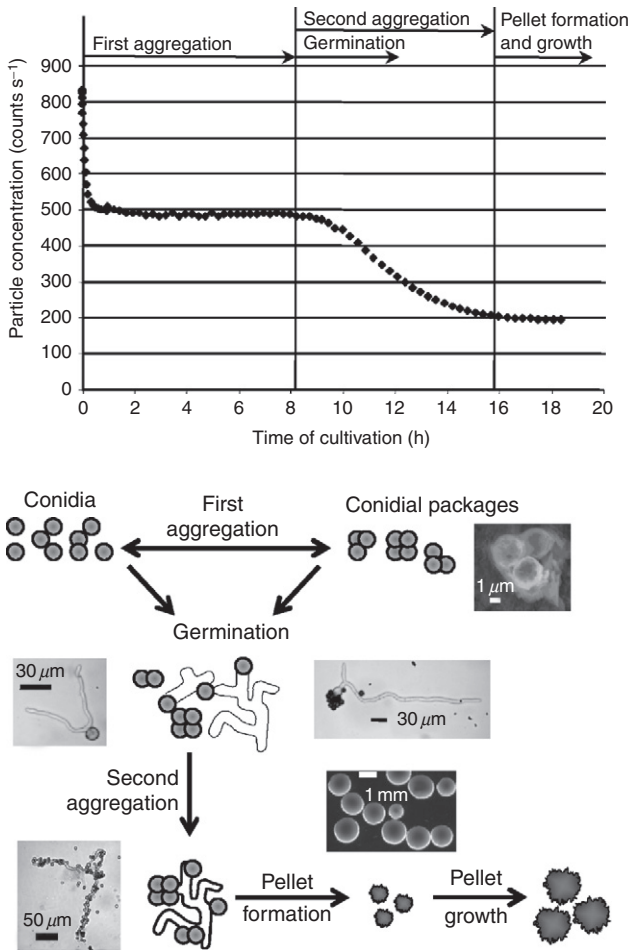 First aggregation
Second aggregation
Germination
Pellet formation
and growth
Particle concentration (counts s⁻¹)
900
800
700
600
500
400
300
200
100
0
0 2 4 6 8 10 12 14 16 18 20
Time of cultivation (h)
Conidia
First
aggregation
Conidial packages
1 μm
Germination
30 μm
30 μm
Second
aggregation
1 mm
50 μm
Pellet
formation
Pellet
growth